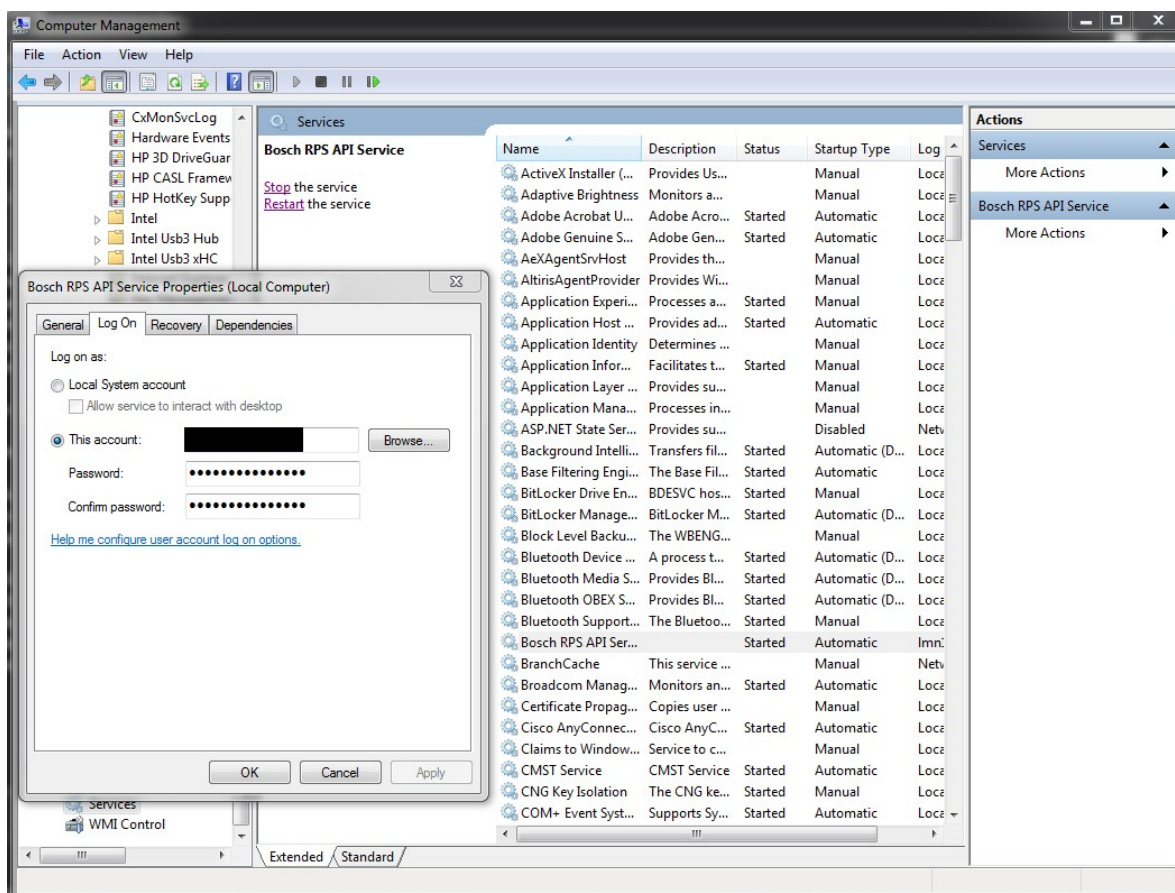 Computer Management
File Action View Help
CxMonSvcLog
Hardware Events
HP 3D DriveGuar
HP CASL Framew
HP HotKey Supp
Intel
Intel Usb3 Hub
Intel Usb3 xHC
Services
WMI Control
Services
Bosch RPS API Service
Stop the service
Restart the service
Name Description Status Startup Type Log
ActiveX Installer (... Provides Us... Manual Loca
Adaptive Brightness Monitors a... Manual Loca
Adobe Acrobat U... Adobe Acro... Started Automatic Loca
Adobe Genuine S... Adobe Gen... Started Automatic Loca
AeXAgentSrvHost Provides th... Manual Loca
AltirisAgentProvider Provides Wi... Manual Loca
Application Experi... Processes a... Started Manual Loca
Application Host ... Provides ad... Started Automatic Loca
Application Identity Determines ... Manual Loca
Application Infor... Facilitates t... Started Manual Loca
Application Layer ... Provides su... Manual Loca
Application Mana... Processes in... Manual Loca
ASP.NET State Ser... Provides su... Disabled Netv
Background Intelli... Transfers fil... Started Automatic (D... Loca
Base Filtering Engi... The Base Fil... Started Automatic Loca
BitLocker Drive En... BDESVC hos... Started Manual Loca
BitLocker Manage... BitLocker M... Started Automatic (D... Loca
Block Level Backu... The WBENG... Manual Loca
Bluetooth Device ... A process t... Started Automatic (D... Loca
Bluetooth Media S... Provides Bl... Started Automatic (D... Loca
Bluetooth OBEX S... Provides Bl... Started Automatic (D... Loca
Bluetooth Support... The Bluetoo... Started Manual Loca
Bosch RPS API Ser... Started Automatic lmn
BranchCache This service ... Manual Netv
Broadcom Manag... Monitors an... Started Automatic Loca
Certificate Propag... Copies user ... Manual Loca
Cisco AnyConnec... Cisco AnyC... Started Automatic Loca
Claims to Window... Service to c... Manual Loca
CMST Service CMST Service Started Automatic Loca
CNG Key Isolation The CNG ke... Started Manual Loca
COM+ Event Syst... Supports Sy... Started Automatic Loca
Extended Standard
Actions
Services
More Actions
Bosch RPS API Service
More Actions
Bosch RPS API Service Properties (Local Computer)
General Log On Recovery Dependencies
Log on as:
Local System account
Allow service to interact with desktop
This account: Browse...
Password: •••••••••••••••
Confirm password: •••••••••••••••
Help me configure user account log on options.
OK Cancel Apply